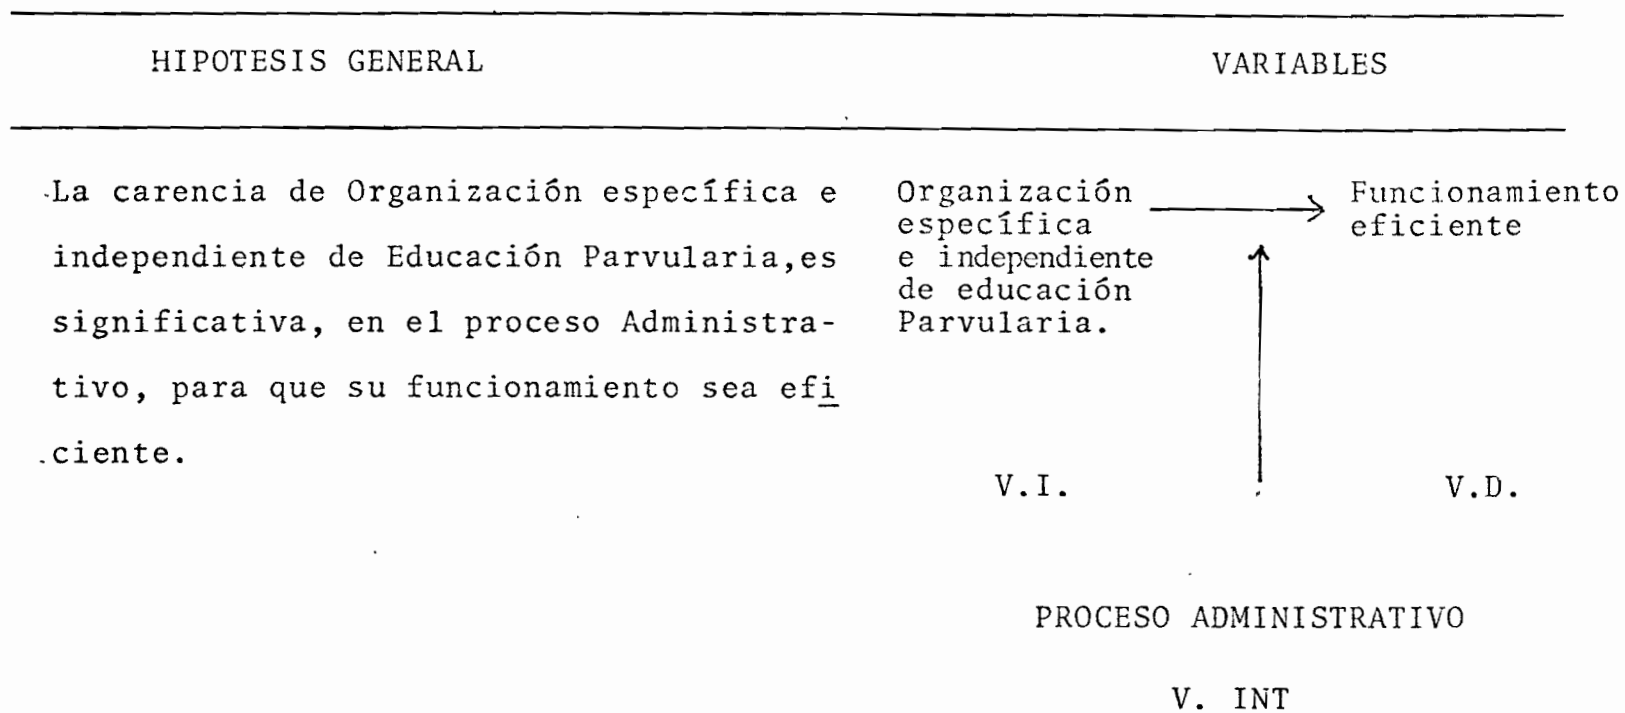 HIPOTESIS GENERAL
VARIABLES
La carencia de Organización específica e
independiente de Educación Parvularia,es
significativa, en el proceso Administra-
tivo, para que su funcionamiento sea efi
ciente.
Organización
específica
e independiente
de educación
Parvularia.
Funcionamiento
eficiente
V.I.
V.D.
PROCESO ADMINISTRATIVO
V. INT